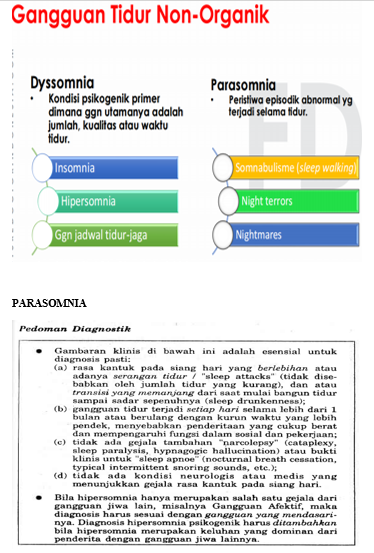 Gangguan Tidur Non-Organik
Dyssomnia
• Kondisi psikogenik primer
dimana ggn utamanya adalah
jumlah, kualitas atau waktu
tidur.
Insomnia
Hipersomnia
Ggn jadwal tidur-jaga
Parasomnia
• Peristiwa episodik abnormal yg
terjadi selama tidur.
Somnabulisme (sleep walking)
Night terrors
Nightmares
PARASOMNIA
Pedoman Diagnostik
• Gambaran klinis di bawah ini adalah esensial untuk
diagnosis pasti:
(a) rasa kantuk pada siang hari yang berlebihan atau
adanya serangan tidur / "sleep attacks" (tidak dise-
babkan oleh jumlah tidur yang kurang), dan atau
transisi yang memanjang dari saat mulai bangun tidur
sampai sadar sepenuhnya (sleep drunkenness);
(b) gangguan tidur terjadi setiap hari selama lebih dari 1
bulan atau berulang dengan kurun waktu yang lebih
pendek, menyebabkan penderitaan yang cukup berat
dan mempengaruhi fungsi dalam sosial dan pekerjaan;
(c) tidak ada gejala tambahan "narcolepsy" (cataplexy,
sleep paralysis, hypnagogic hallucination) atau bukti
klinis untuk "sleep apnoe" (nocturnal breath cessation,
typical intermittent snoring sounds, etc.);
(d) tidak ada kondisi neurologis atau medis yang
menunjukkan gejala rasa kantuk pada siang hari.
• Bila hipersomnia hanya merupakan salah satu gejala dari
gangguan jiwa lain, misalnya Gangguan Afektif, maka
diagnosis harus sesuai dengan gangguan yang mendasari-
nya. Diagnosis hipersomnia psikogenik harus ditambahkan
bila hipersomnia merupakan keluhan yang dominan dari
penderita dengan gangguan jiwa lainnya.